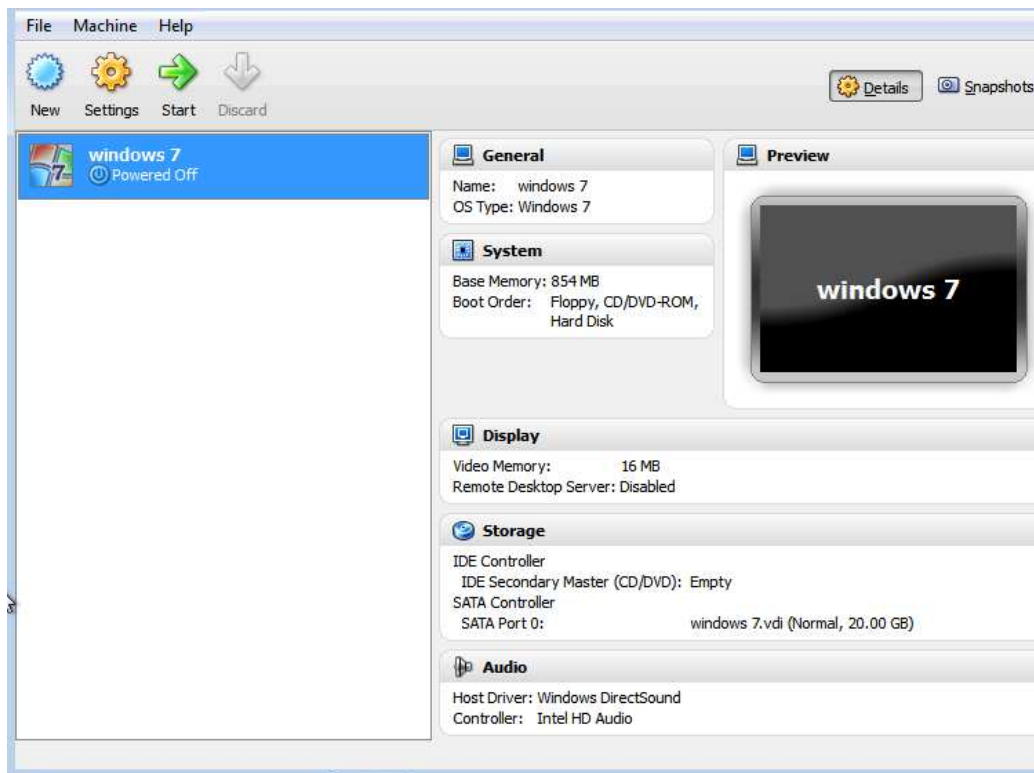 File Machine Help
New Settings Start Discard
Details Snapshots
windows 7
Powered Off
General
Name: windows 7
OS Type: Windows 7
System
Base Memory: 854 MB
Boot Order: Floppy, CD/DVD-ROM,
Hard Disk
Preview
windows 7
Display
Video Memory: 16 MB
Remote Desktop Server: Disabled
Storage
IDE Controller
IDE Secondary Master (CD/DVD): Empty
SATA Controller
SATA Port 0: windows 7.vdi (Normal, 20.00 GB)
Audio
Host Driver: Windows DirectSound
Controller: Intel HD Audio